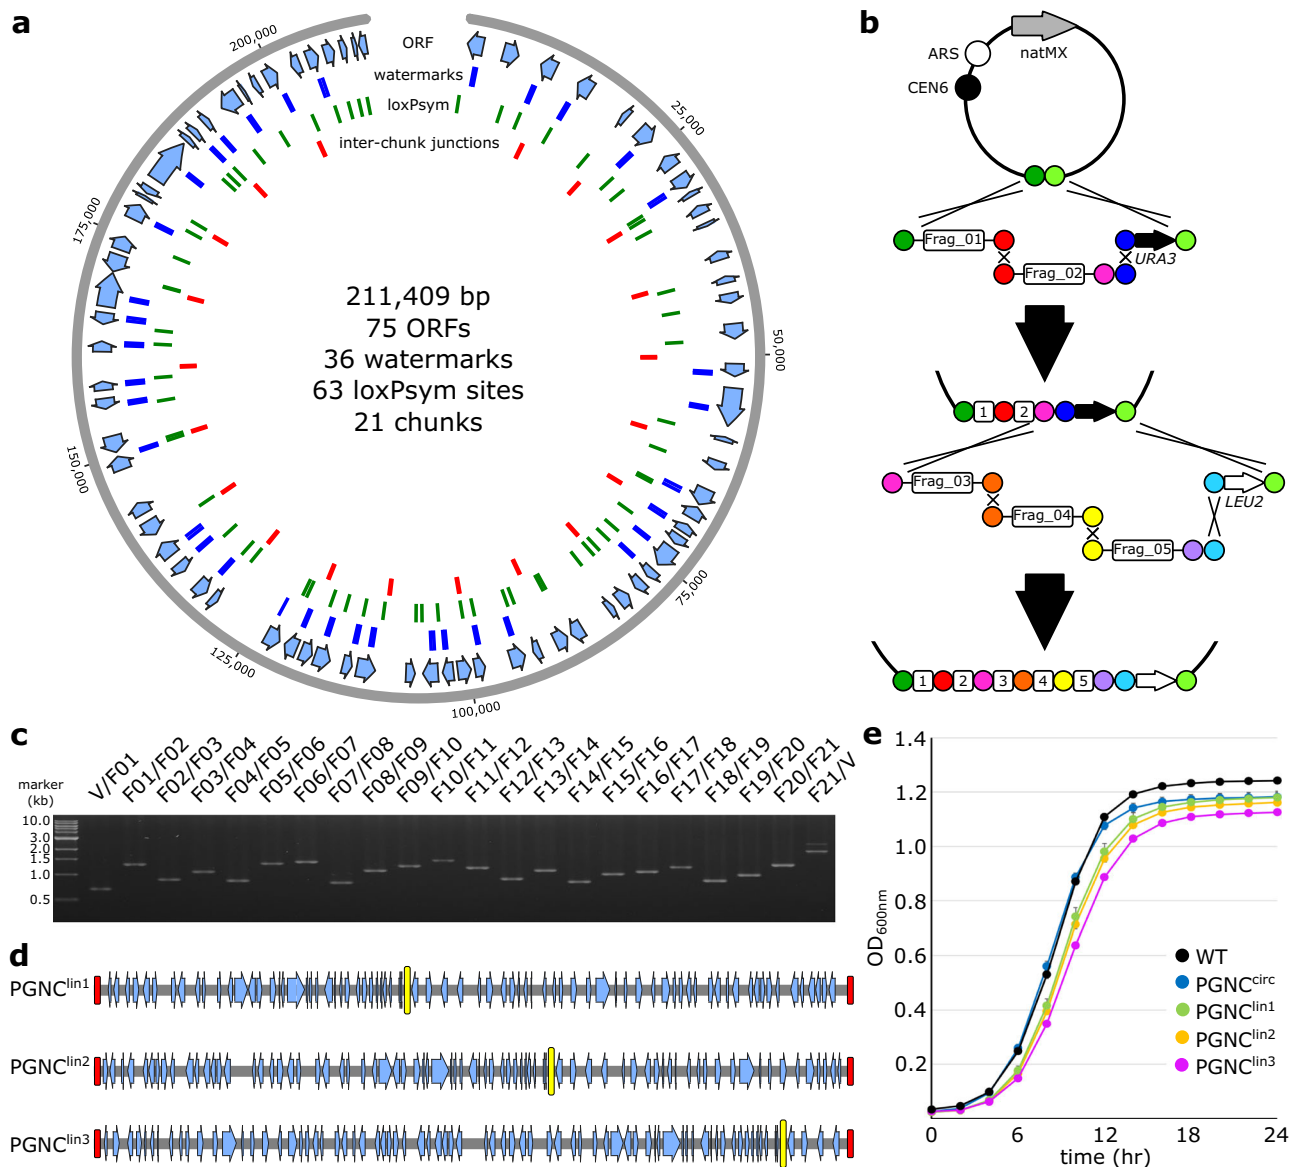 a
ORF
watermarks
loxPsym
inter-chunk junctions
25,000
50,000
75,000
100,000
125,000
150,000
175,000
200,000
211,409 bp
75 ORFs
36 watermarks
63 loxPsym sites
21 chunks
b
natMX
ARS
CEN6
Frag_01
Frag_02
URA3
1 2
Frag_03
Frag_04
Frag_05
LEU2
1 2 3 4 5
c
marker
(kb)
V/F01
F01/F02
F02/F03
F03/F04
F04/F05
F05/F06
F06/F07
F07/F08
F08/F09
F09/F10
F10/F11
F11/F12
F12/F13
F13/F14
F14/F15
F15/F16
F16/F17
F17/F18
F18/F19
F19/F20
F20/F21
F21/V
10.0
3.0
2.0
1.5
1.0
0.5
d
PGNClin1
PGNClin2
PGNClin3
e
1.4
1.2
1.0
0.8
0.6
0.4
0.2
OD600nm
0 6 12 18 24
time (hr)
WT
PGNCcirc
PGNClin1
PGNClin2
PGNClin3